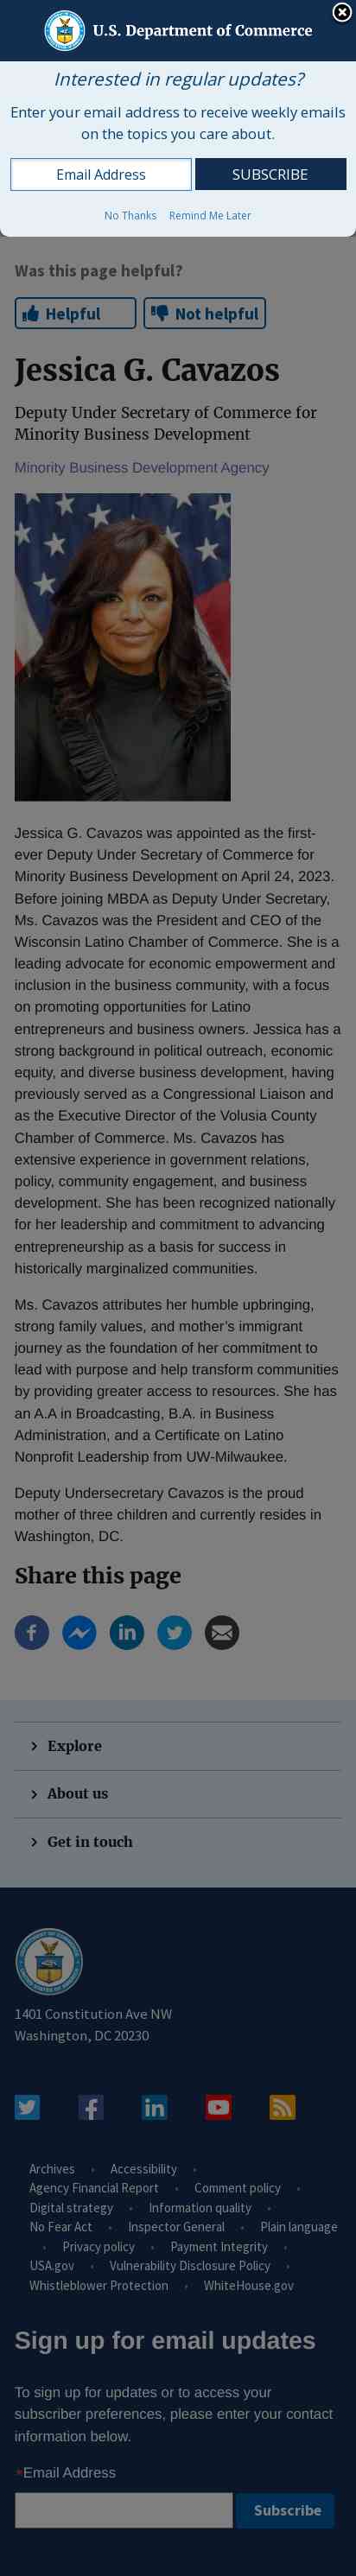 U.S. Department of Commerce
Interested in regular updates?
Enter your email address to receive weekly emails
on the topics you care about.
Email Address SUBSCRIBE
No Thanks Remind Me Later
Was this page helpful?
Helpful Not helpful
Jessica G. Cavazos
Deputy Under Secretary of Commerce for
Minority Business Development
Minority Business Development Agency
Jessica G. Cavazos was appointed as the first-
ever Deputy Under Secretary of Commerce for
Minority Business Development on April 24, 2023.
Before joining MBDA as Deputy Under Secretary,
Ms. Cavazos was the President and CEO of the
Wisconsin Latino Chamber of Commerce. She is a
leading advocate for economic empowerment and
inclusion in the business community, with a focus
on promoting opportunities for Latino
entrepreneurs and business owners. Jessica has a
strong background in political outreach, economic
equity, and diverse business development, having
previously served as a Congressional Liaison and
as the Executive Director of the Volusia County
Chamber of Commerce. Ms. Cavazos has
extensive experience in government relations,
policy, community engagement, and business
development. She has been recognized nationally
for her leadership and commitment to advancing
entrepreneurship as a basis for success in
historically marginalized communities.
Ms. Cavazos attributes her humble upbringing,
strong family values, and mother’s immigrant
journey as the foundation of her commitment to
lead with purpose and help transform communities
by providing greater access to resources. She has
an A.A in Broadcasting, B.A. in Business
Administration, and a Certificate on Latino
Nonprofit Leadership from UW-Milwaukee.
Deputy Undersecretary Cavazos is the proud
mother of three children and currently resides in
Washington, DC.
Share this page
Explore
About us
Get in touch
1401 Constitution Ave NW
Washington, DC 20230
Archives • Accessibility •
Agency Financial Report • Comment policy •
Digital strategy • Information quality •
No Fear Act • Inspector General • Plain language
• Privacy policy • Payment Integrity •
USA.gov • Vulnerability Disclosure Policy •
Whistleblower Protection • WhiteHouse.gov
Sign up for email updates
To sign up for updates or to access your
subscriber preferences, please enter your contact
information below.
*Email Address
Subscribe